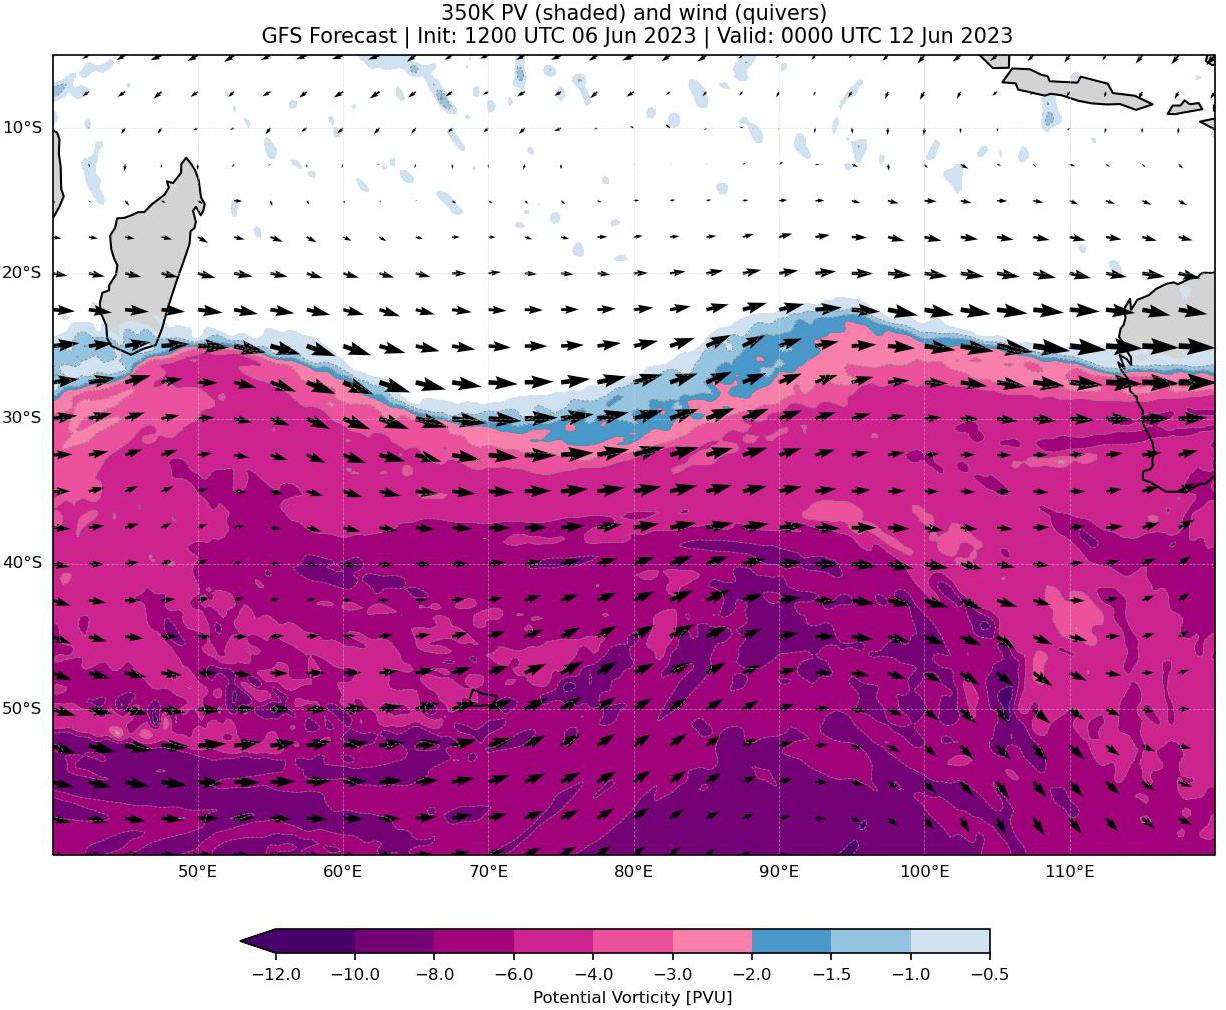 350K PV (shaded) and wind (quivers)
GFS Forecast | Init: 1200 UTC 06 Jun 2023 | Valid: 0000 UTC 12 Jun 2023
10°S
20°S
30°S
40°S
50°S
50°E 60°E 70°E 80°E 90°E 100°E 110°E
−12.0 −10.0 −8.0 −6.0 −4.0 −3.0 −2.0 −1.5 −1.0 −0.5
Potential Vorticity [PVU]